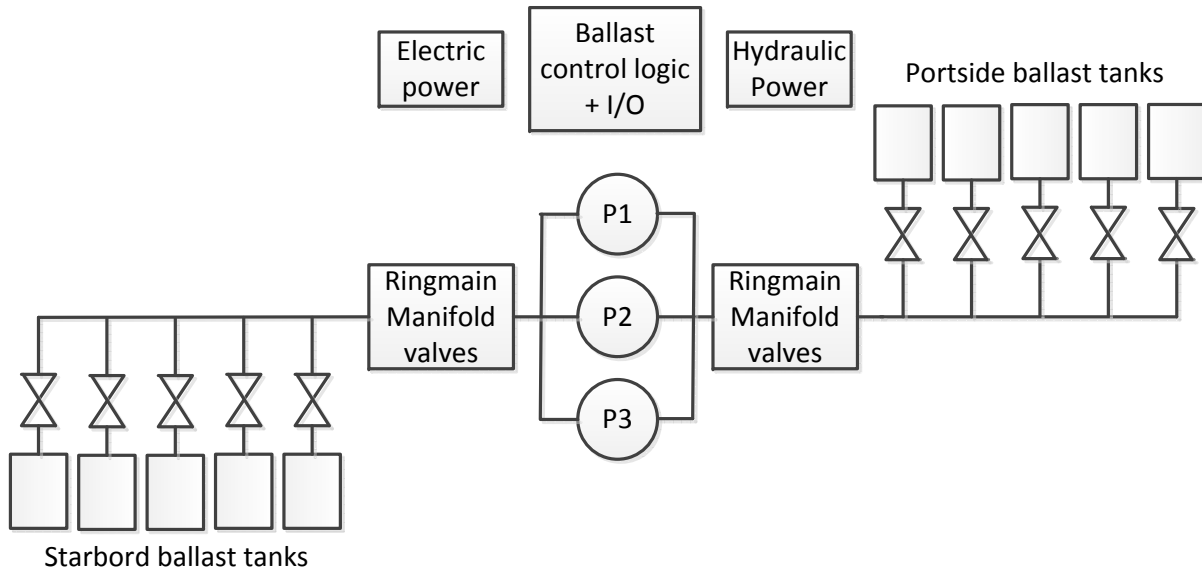 Electric
power
Ballast
control logic
+ I/O
Hydraulic
Power
Portside ballast tanks
P1
Ringmain
Manifold
valves
P2
Ringmain
Manifold
valves
P3
Starbord ballast tanks